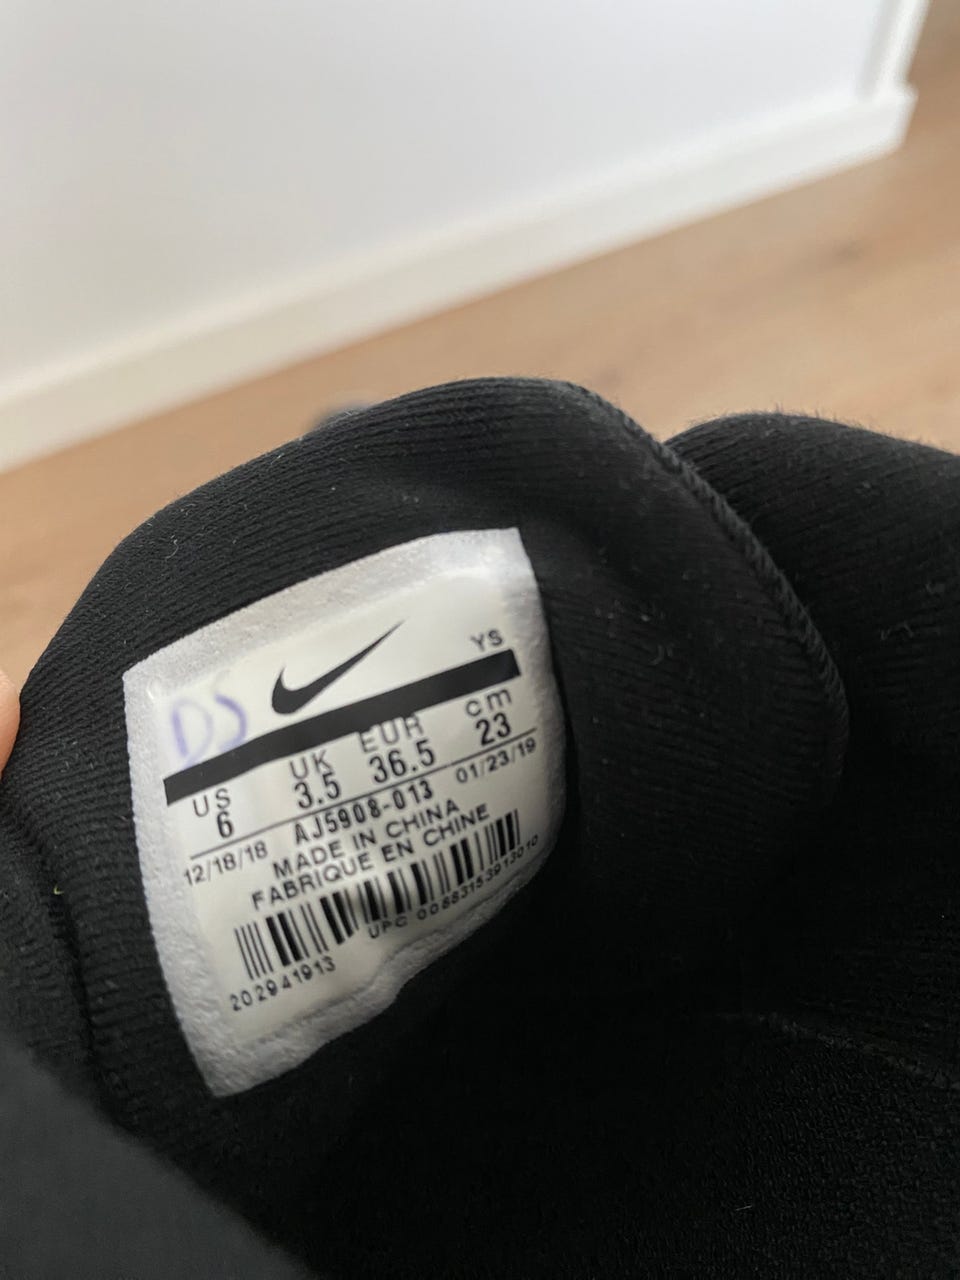 DS
YS
US UK EUR cm
6 3.5 36.5 23
12/18/18 AJ5908-013 01/23/19
MADE IN CHINA
FABRIQUE EN CHINE
UPC 00883153913010
202941913